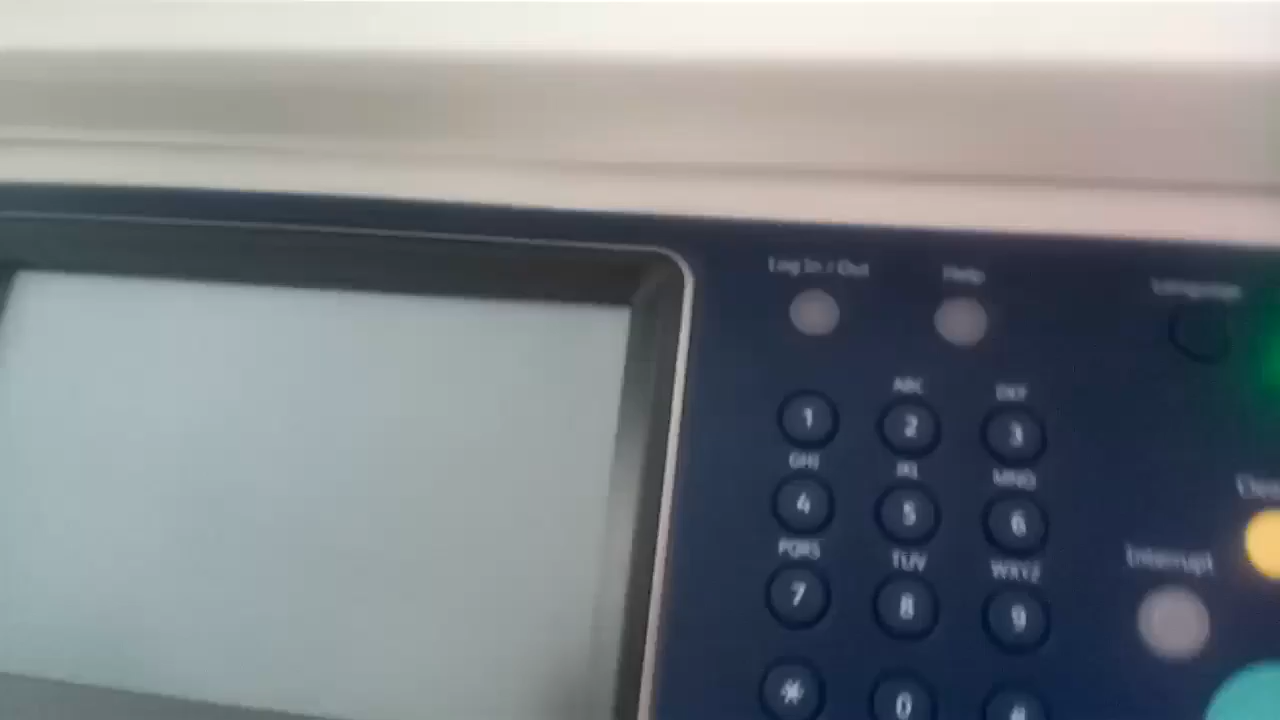 Log In / Out Help Language
ABC DEF
1 2 3
GHI JKL MNO
4 5 6
PQRS TUV WXYZ
7 8 9
Interrupt
* 0 #